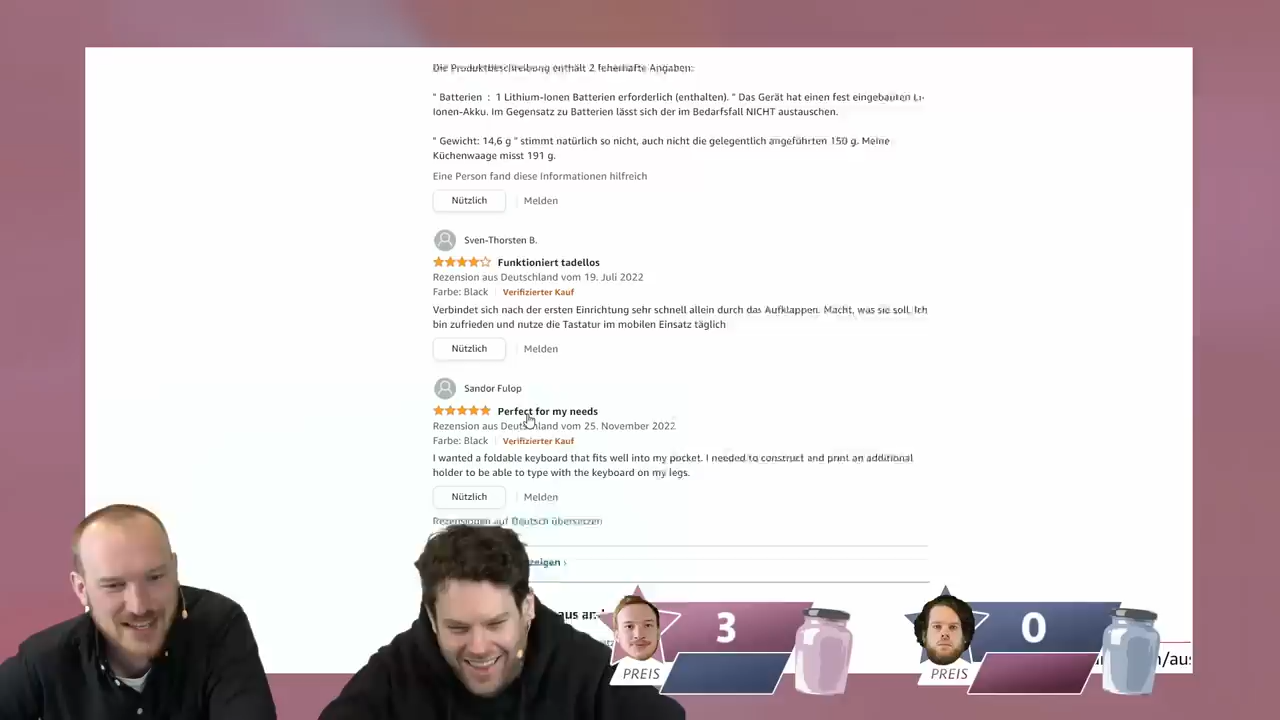 Die Produktbeschreibung enthält 2 fehlerhafte Angaben:
" Batterien : 1 Lithium-Ionen Batterien erforderlich (enthalten). " Das Gerät hat einen fest eingebauten Li-
Ionen-Akku. Im Gegensatz zu Batterien lässt sich der im Bedarfsfall NICHT austauschen.
" Gewicht: 14,6 g " stimmt natürlich so nicht, auch nicht die gelegentlich angeführten 150 g. Meine
Küchenwaage misst 191 g.
Eine Person fand diese Informationen hilfreich
Nützlich | Melden
Sven-Thorsten B.
Funktioniert tadellos
Rezension aus Deutschland vom 19. Juli 2022
Farbe: Black | Verifizierter Kauf
Verbindet sich nach der ersten Einrichtung sehr schnell allein durch das Aufklappen. Macht, was sie soll. Ich
bin zufrieden und nutze die Tastatur im mobilen Einsatz täglich
Nützlich | Melden
Sandor Fulop
Perfect for my needs
Rezension aus Deutschland vom 25. November 2022
Farbe: Black | Verifizierter Kauf
I wanted a foldable keyboard that fits well into my pocket. I needed to construct and print an additional
holder to be able to type with the keyboard on my legs.
Nützlich | Melden
Rezensionen auf Deutsch übersetzen
zeigen ›
aus
3
PREIS
0
PREIS
/aus